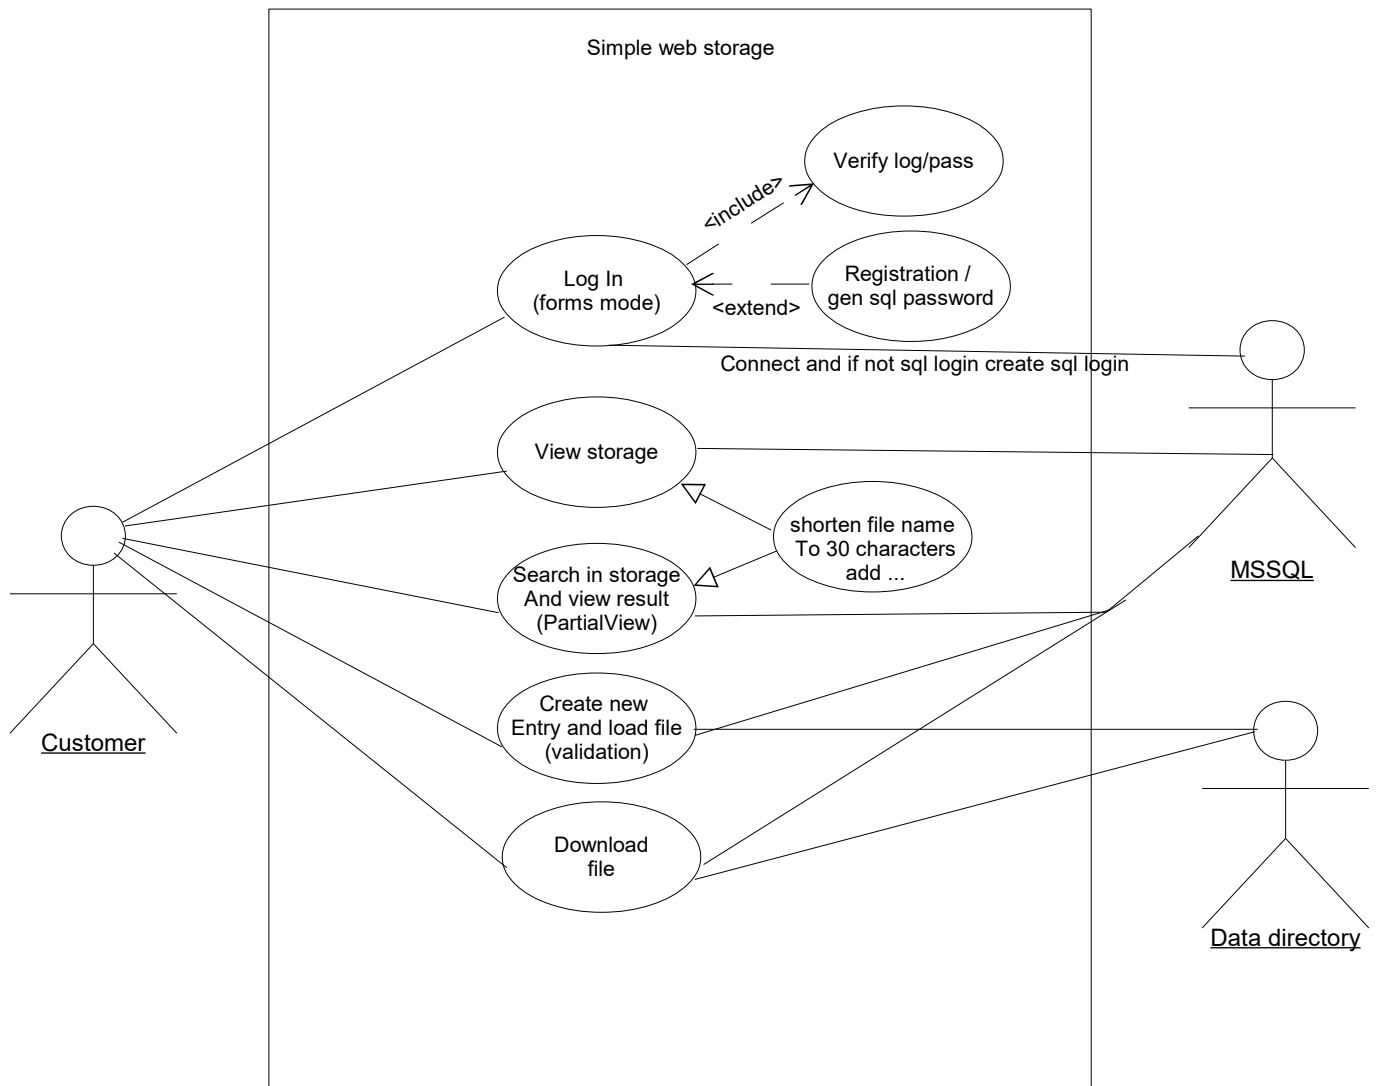 Simple web storage
Verify log/pass
<include>
Log In
(forms mode)
Registration /
gen sql password
<extend>
Connect and if not sql login create sql login
View storage
shorten file name
To 30 characters
add ...
Search in storage
And view result
(PartialView)
MSSQL
Create new
Entry and load file
(validation)
Customer
Download
file
Data directory